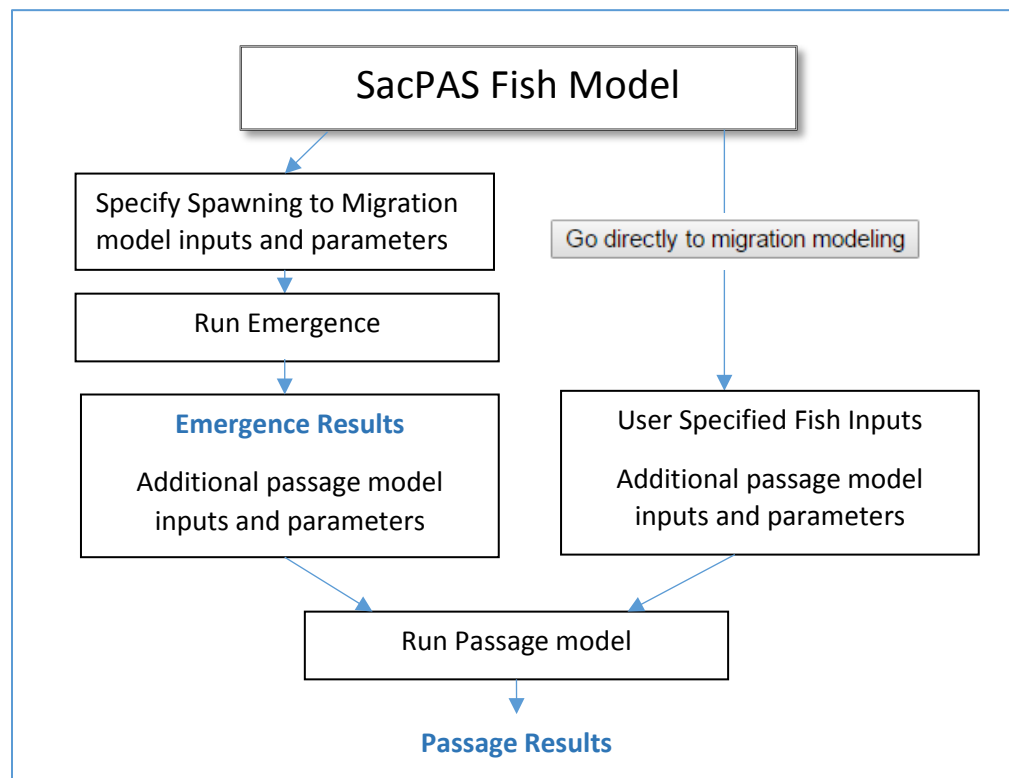 SacPAS Fish Model
Specify Spawning to Migration
model inputs and parameters
Go directly to migration modeling
Run Emergence
Emergence Results
Additional passage model
inputs and parameters
User Specified Fish Inputs
Additional passage model
inputs and parameters
Run Passage model
Passage Results